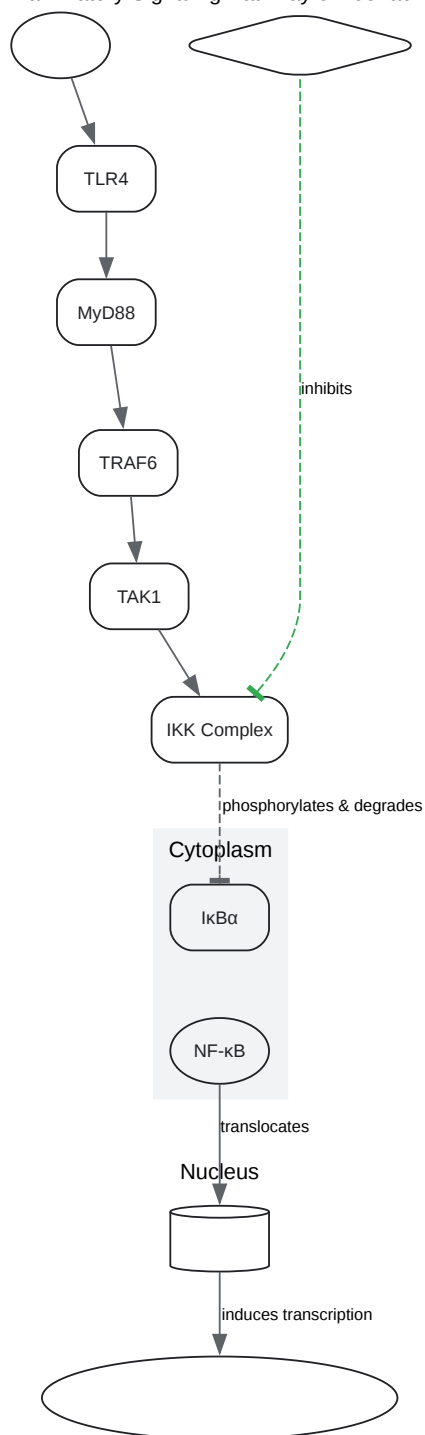 TLR4
MyD88
inhibits
TRAF6
TAK1
IKK Complex
phosphorylates & degrades
Cytoplasm
IκBα
NF-κB
translocates
Nucleus
induces transcription